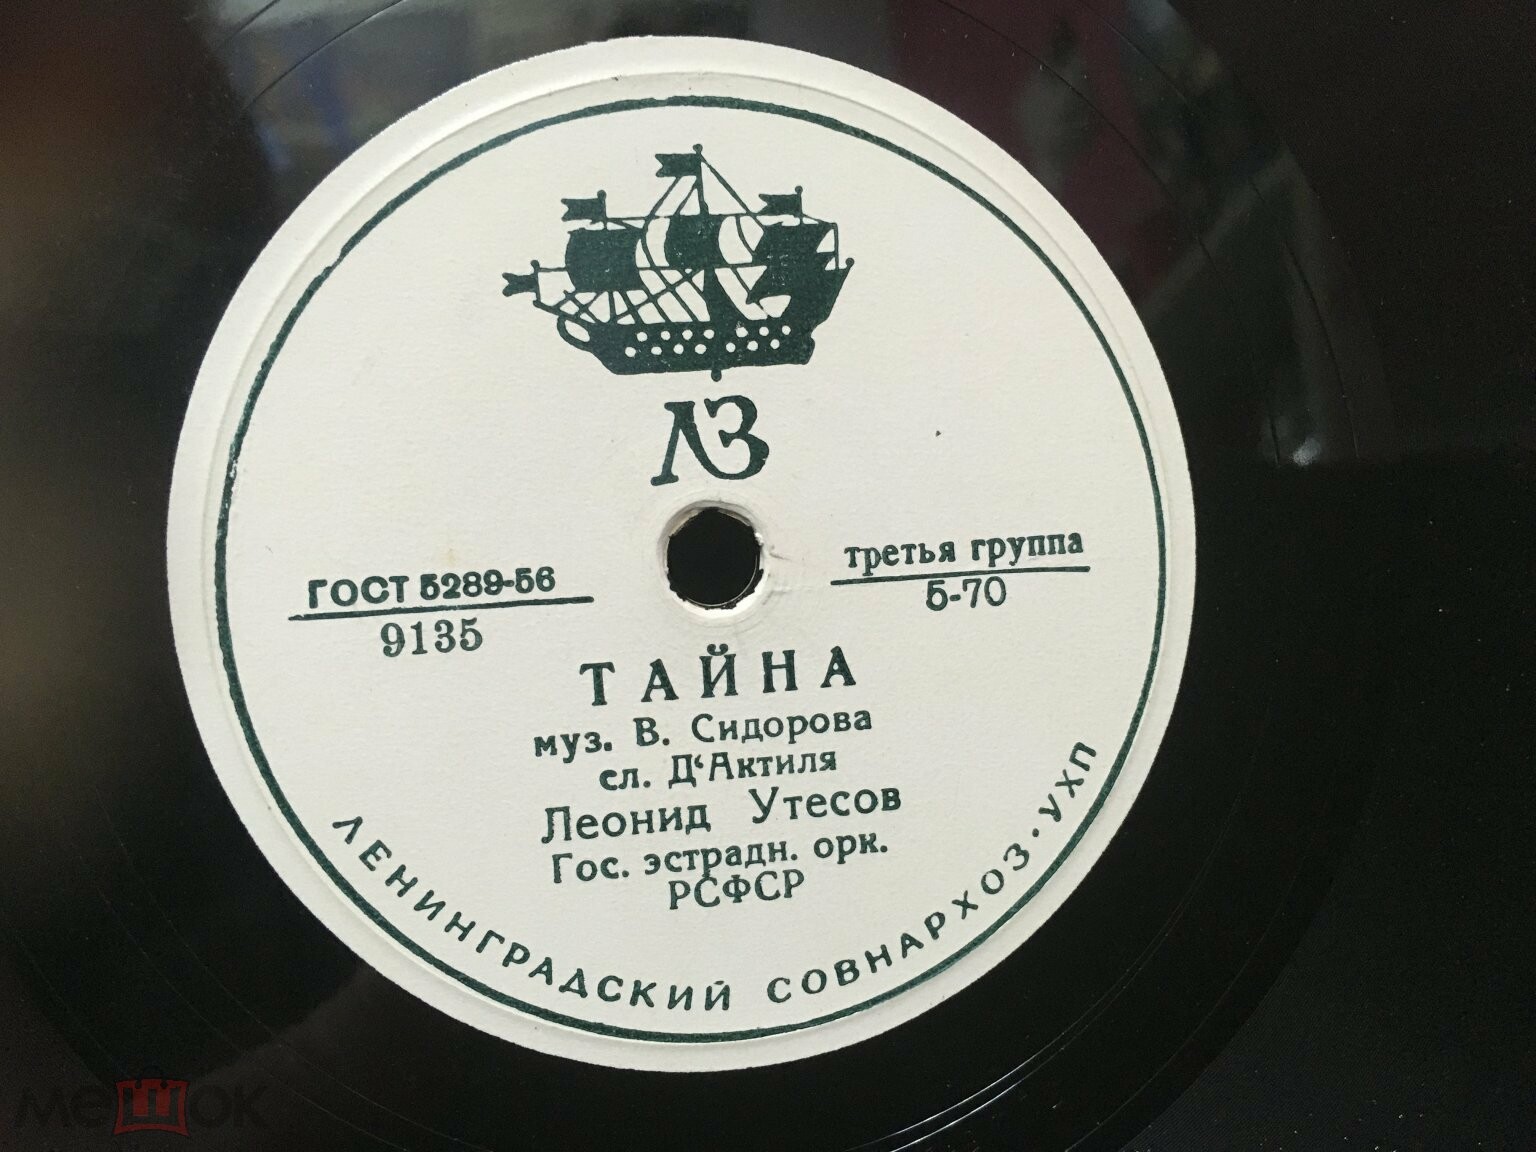 ЛЗ
ГОСТ 5289-56
9135
третья группа
5-70
ТАЙНА
муз. В. Сидорова
сл. Д‘Актиля
Леонид Утесов
Гос. эстрадн. орк.
РСФСР
ЛЕНИНГРАДСКИЙ СОВНАРХОЗ·УХП
мешок